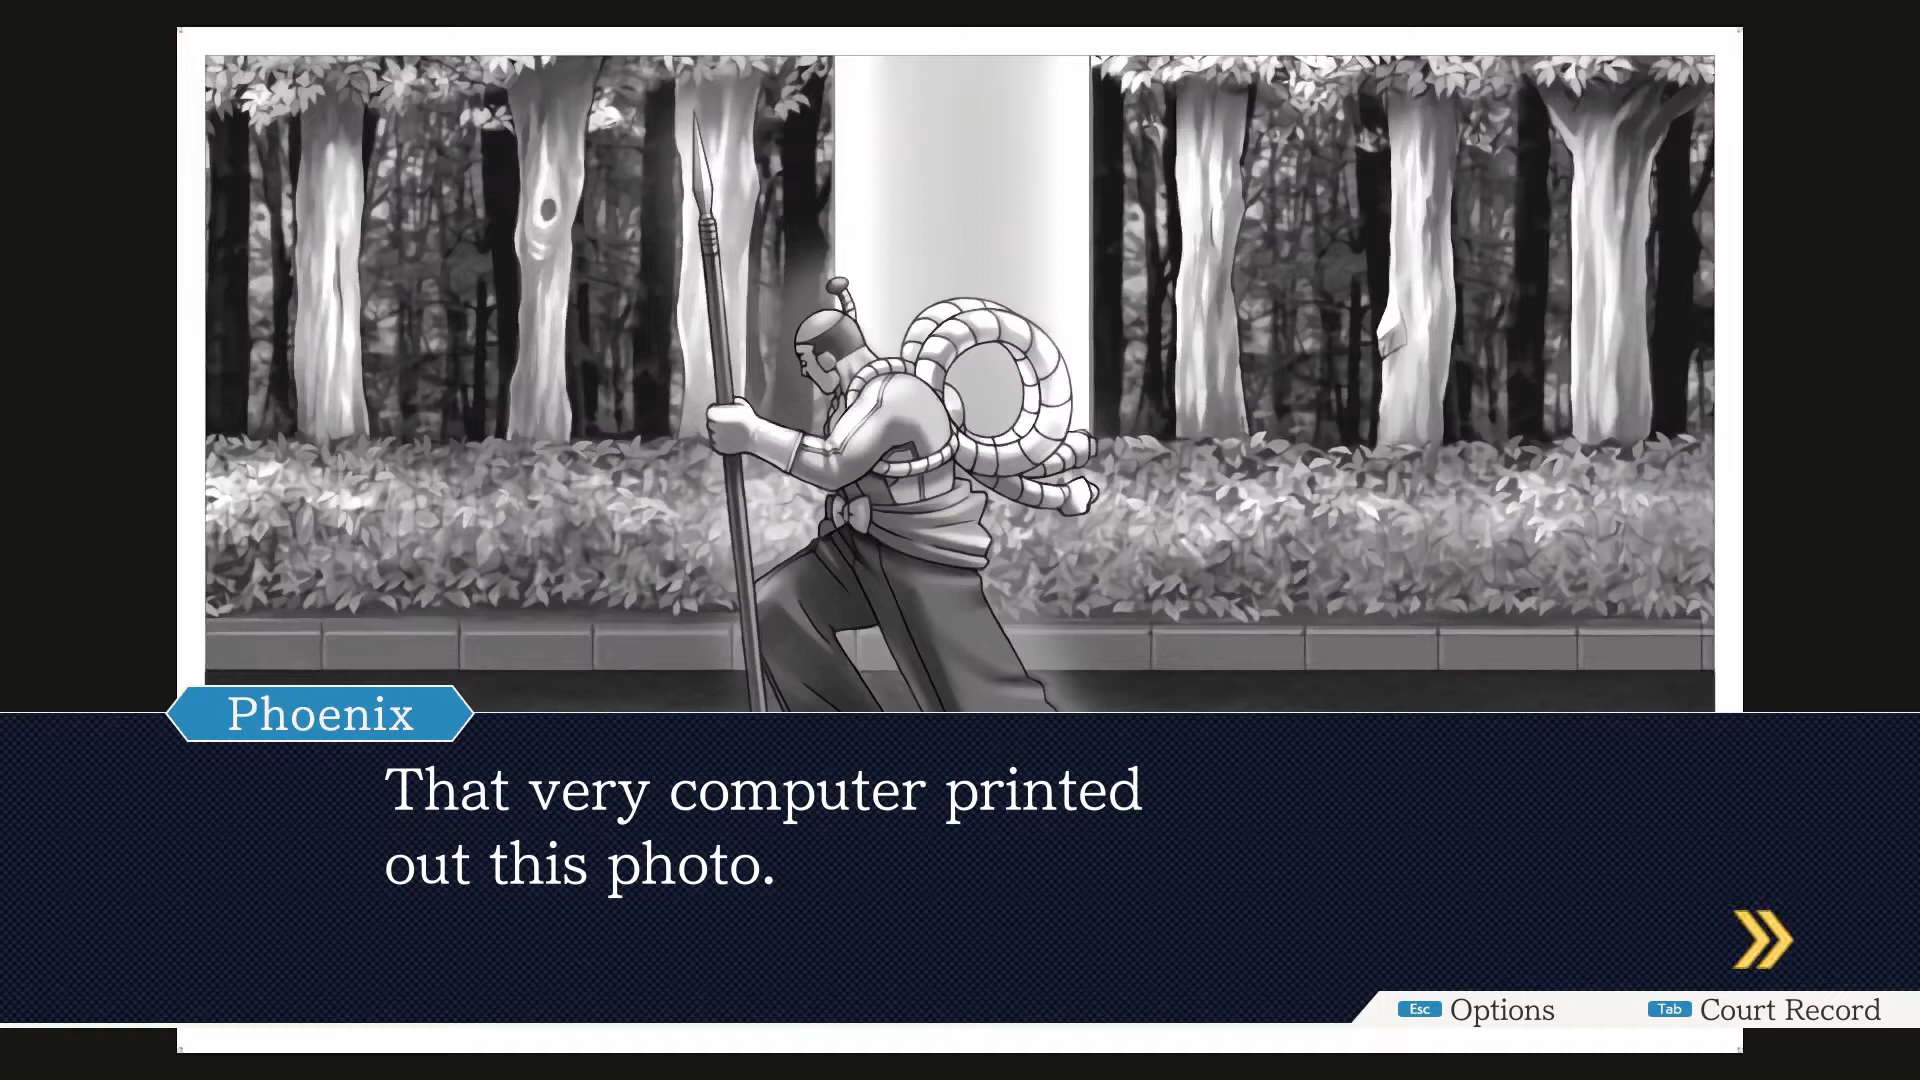 Phoenix
That very computer printed
out this photo.
Esc Options Tab Court Record